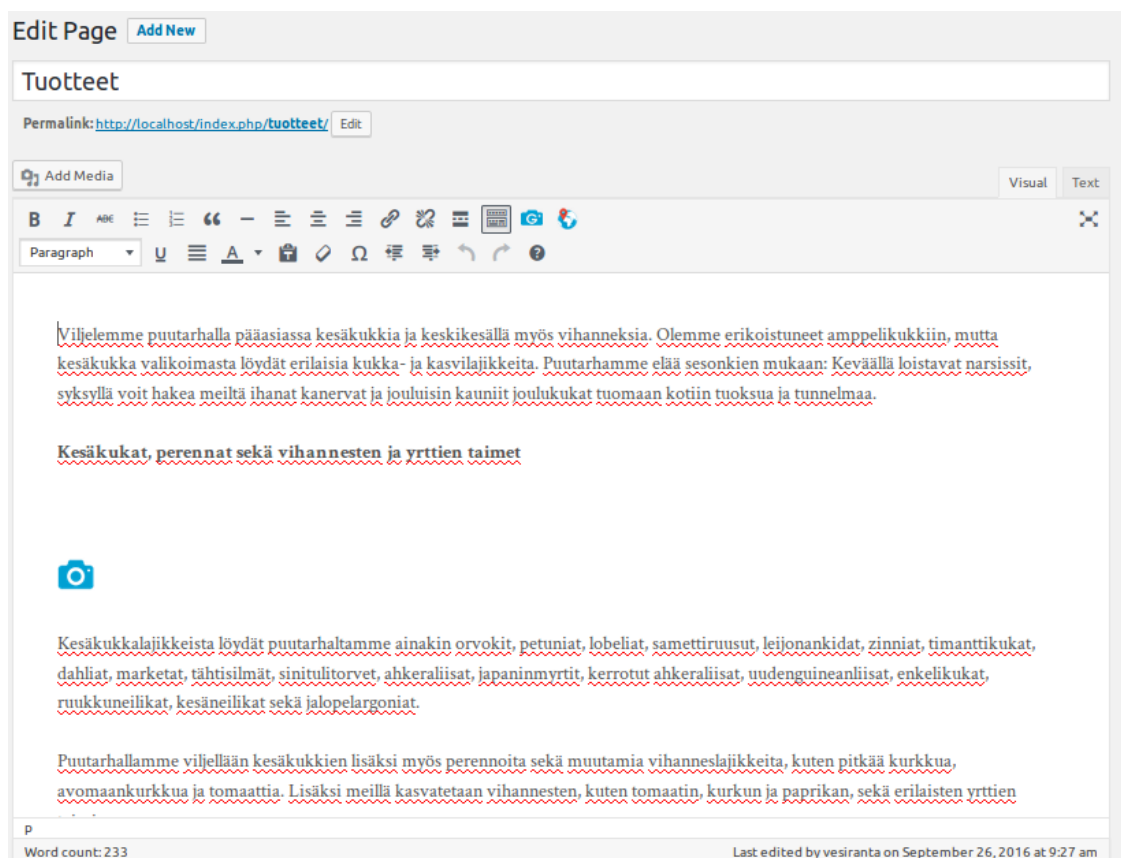 Edit Page Add New
Tuotteet
Permalink: http://localhost/index.php/tuotteet/ Edit
Add Media
Visual Text
B I ABE
G
Paragraph U A T Ω ?
Viljelemme puutarhalla pääasiassa kesäkukkia ja keskikesällä myös vihanneksia. Olemme erikoistuneet amppelikukkiin, mutta
kesäkukka valikoimasta löydät erilaisia kukka- ja kasvilajikkeita. Puutarhamme elää sesonkien mukaan: Keväällä loistavat narsissit,
syksyllä voit hakea meiltä ihanat kanervat ja jouluisin kauniit joulukukat tuomaan kotiin tuoksua ja tunnelmaa.
Kesäkukat, perennat sekä vihannesten ja yrttien taimet
Kesäkukkalajikkeista löydät puutarhaltamme ainakin orvokit, petuniat, lobeliat, samettiruusut, leijonankidat, zinniat, timanttikukat,
dahliat, marketat, tähtisilmät, sinitulitorvet, ahkeraliisat, japaninmyrtit, kerrotut ahkeraliisat, uudenguineanliisat, enkelikukat,
ruukkuneilikat, kesäneilikat sekä jalopelargoniat.
Puutarhallamme viljellään kesäkukkien lisäksi myös perennoita sekä muutamia vihanneslajikkeita, kuten pitkää kurkkua,
avomaankurkkua ja tomaattia. Lisäksi meillä kasvatetaan vihannesten, kuten tomaatin, kurkun ja paprikan, sekä erilaisten yrttien
P
Word count: 233 Last edited by vesiranta on September 26, 2016 at 9:27 am